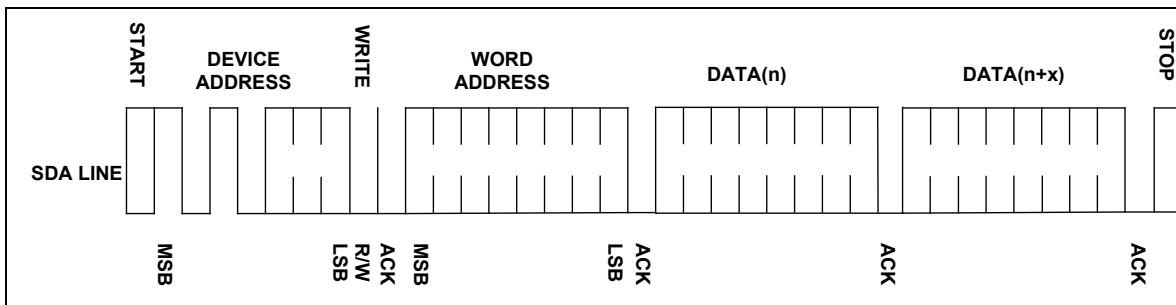 START
DEVICE
ADDRESS
WRITE
WORD
ADDRESS
DATA(n)
DATA(n+x)
STOP
SDA LINE
MSB
LSB
R/W
ACK
MSB
LSB
ACK
ACK
ACK